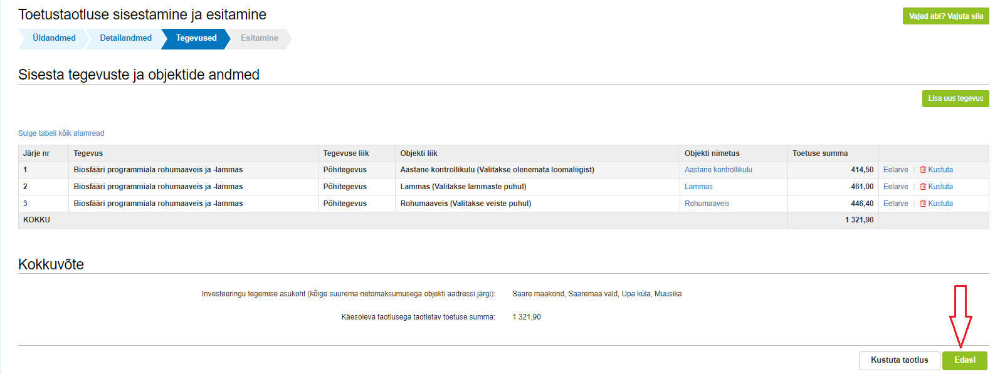 Toetustaotluse sisestamine ja esitamine
Vajad abi? Vajuta siia
Üldandmed Detailandmed Tegevused Esitamine
Sisesta tegevuste ja objektide andmed
Lisa uus tegevus
Sulge tabeli kõik alamread
Järje nr Tegevus Tegevuse liik Objekti liik Objekti nimetus Toetuse summa
1 Biosfääri programmiala rohumaaveis ja -lammas Põhitegevus Aastane kontrollikulu (Valitakse olenemata loomaliigist) Aastane kontrollikulu 414,50 Eelarve | Kustuta
2 Biosfääri programmiala rohumaaveis ja -lammas Põhitegevus Lammas (Valitakse lammaste puhul) Lammas 461,00 Eelarve | Kustuta
3 Biosfääri programmiala rohumaaveis ja -lammas Põhitegevus Rohumaaveis (Valitakse veiste puhul) Rohumaaveis 446,40 Eelarve | Kustuta
KOKKU 1 321,90
Kokkuvõte
Investeeringu tegemise asukoht (kõige suurema netomaksumusega objekti aadressi järgi): Saare maakond, Saaremaa vald, Upa küla, Muusika
Käesoleva taotlusega taotletav toetuse summa: 1 321,90
Kustuta taotlus Edasi